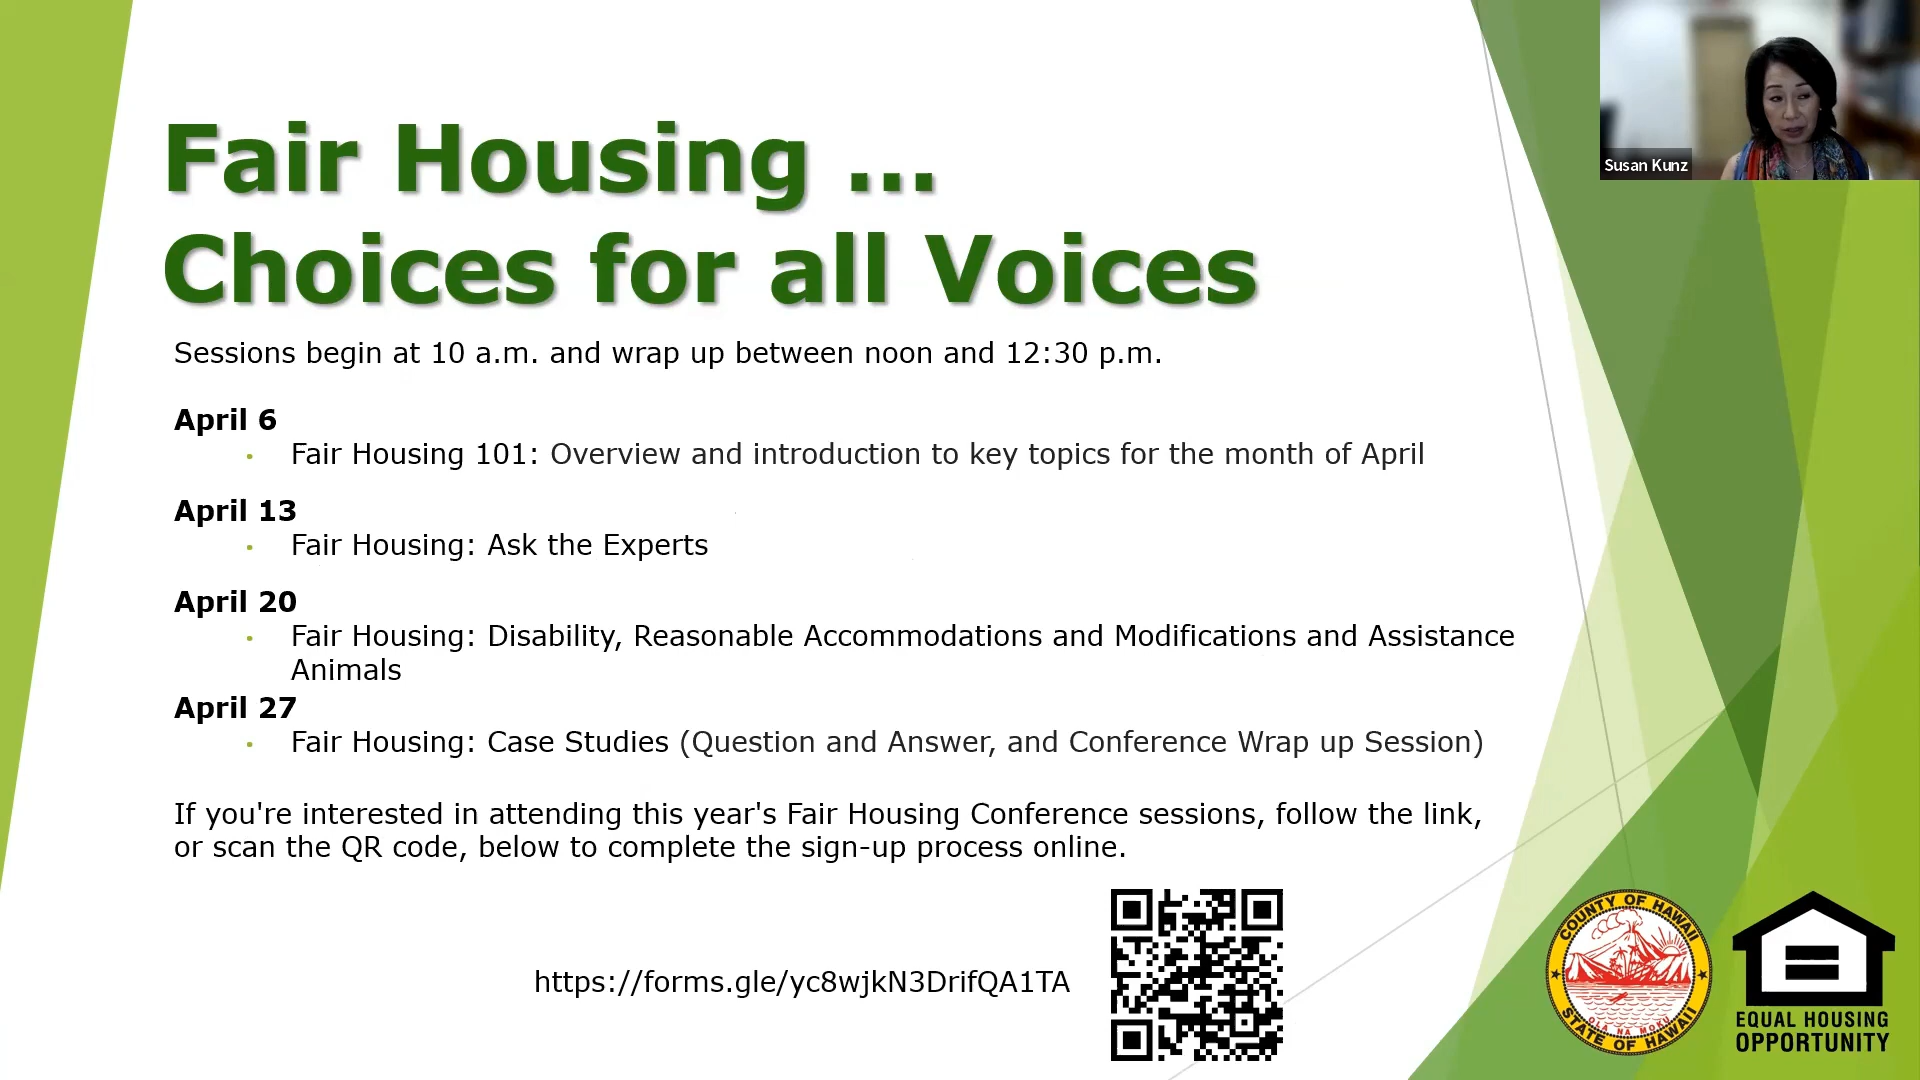 Fair Housing ...
Choices for all Voices
Sessions begin at 10 a.m. and wrap up between noon and 12:30 p.m.
April 6
• Fair Housing 101: Overview and introduction to key topics for the month of April
April 13
• Fair Housing: Ask the Experts
April 20
• Fair Housing: Disability, Reasonable Accommodations and Modifications and Assistance
Animals
April 27
• Fair Housing: Case Studies (Question and Answer, and Conference Wrap up Session)
If you're interested in attending this year's Fair Housing Conference sessions, follow the link,
or scan the QR code, below to complete the sign-up process online.
https://forms.gle/yc8wjkN3DrifQA1TA
Susan Kunz
COUNTY OF HAWAII
OLA NA MOKU
STATE OF HAWAII
EQUAL HOUSING
OPPORTUNITY